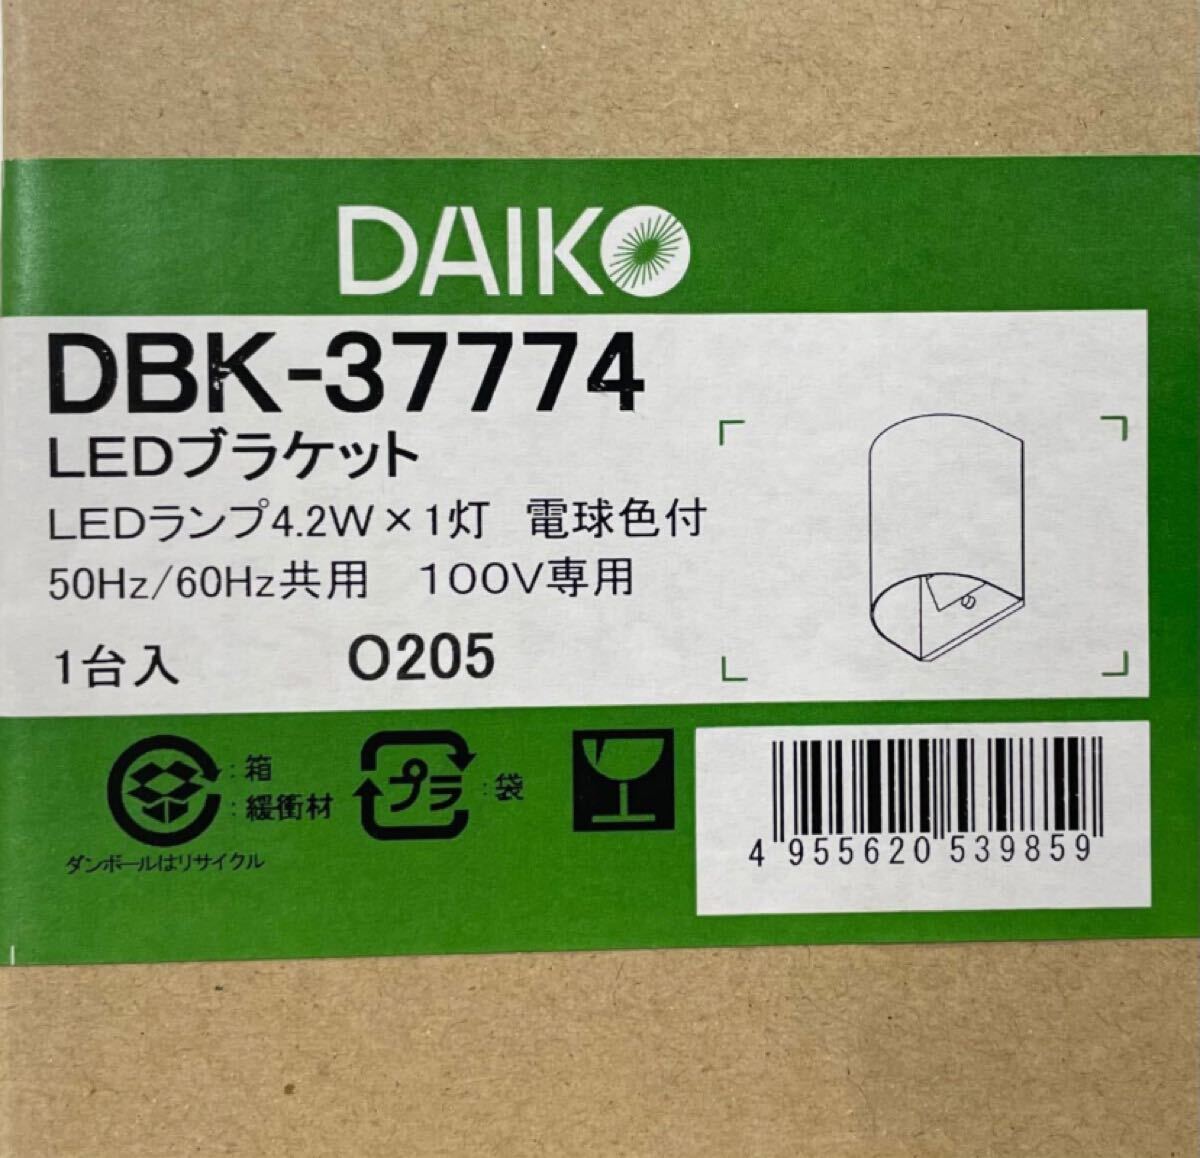 DAIKO
DBK-37774
LEDブラケット
LEDランプ4.2W×1灯　電球色付
50Hz/60Hz共用　100V専用
1台入　O205
：箱
：緩衝材
ダンボールはリサイクル
プラ：袋
4 955620 539859